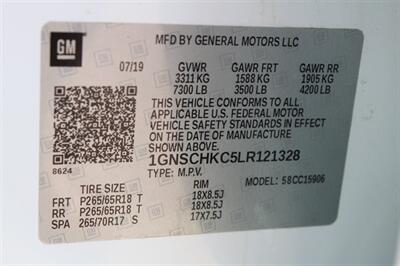 GM
MFD BY GENERAL MOTORS LLC
07/19 GVWR GAWR FRT GAWR RR
3311 KG 1588 KG 1905 KG
7300 LB 3500 LB 4200 LB
THIS VEHICLE CONFORMS TO ALL
APPLICABLE U.S. FEDERAL MOTOR
VEHICLE SAFETY STANDARDS IN EFFECT ON
THE DATE OF MANUFACTURE SHOWN ABOVE.
8624 1GNSCHKC5LR121328
TYPE: M.P.V.
MODEL: 58CC15906
TIRE SIZE RIM
FRT P265/65R18 T 18X8.5J
RR P265/65R18 T 18X8.5J
SPA 265/70R17 S 17X7.5J